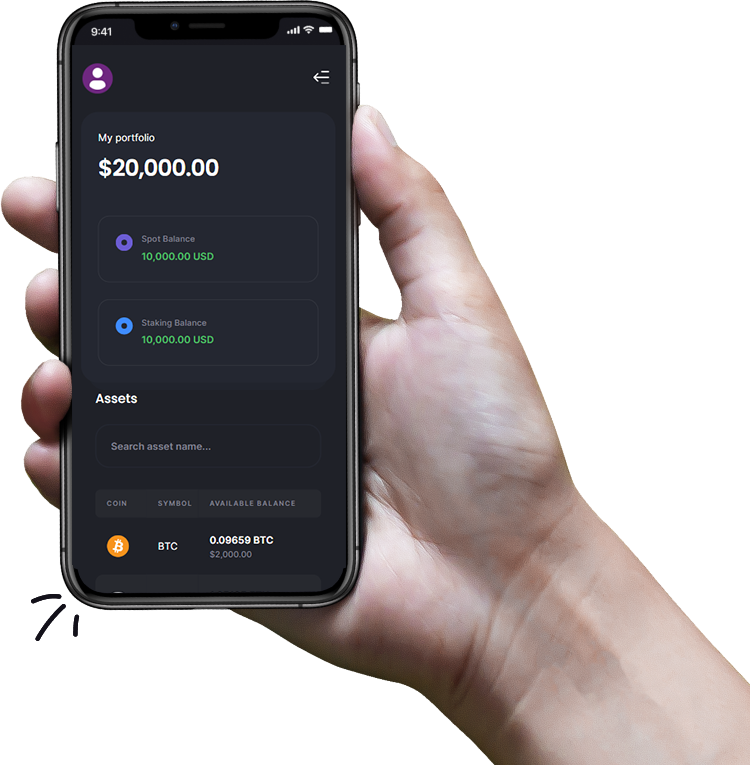 9:41
My portfolio
$20,000.00
Spot Balance
10,000.00 USD
Staking Balance
10,000.00 USD
Assets
Search asset name...
COIN SYMBOL AVAILABLE BALANCE
BTC 0.09659 BTC
$2,000.00